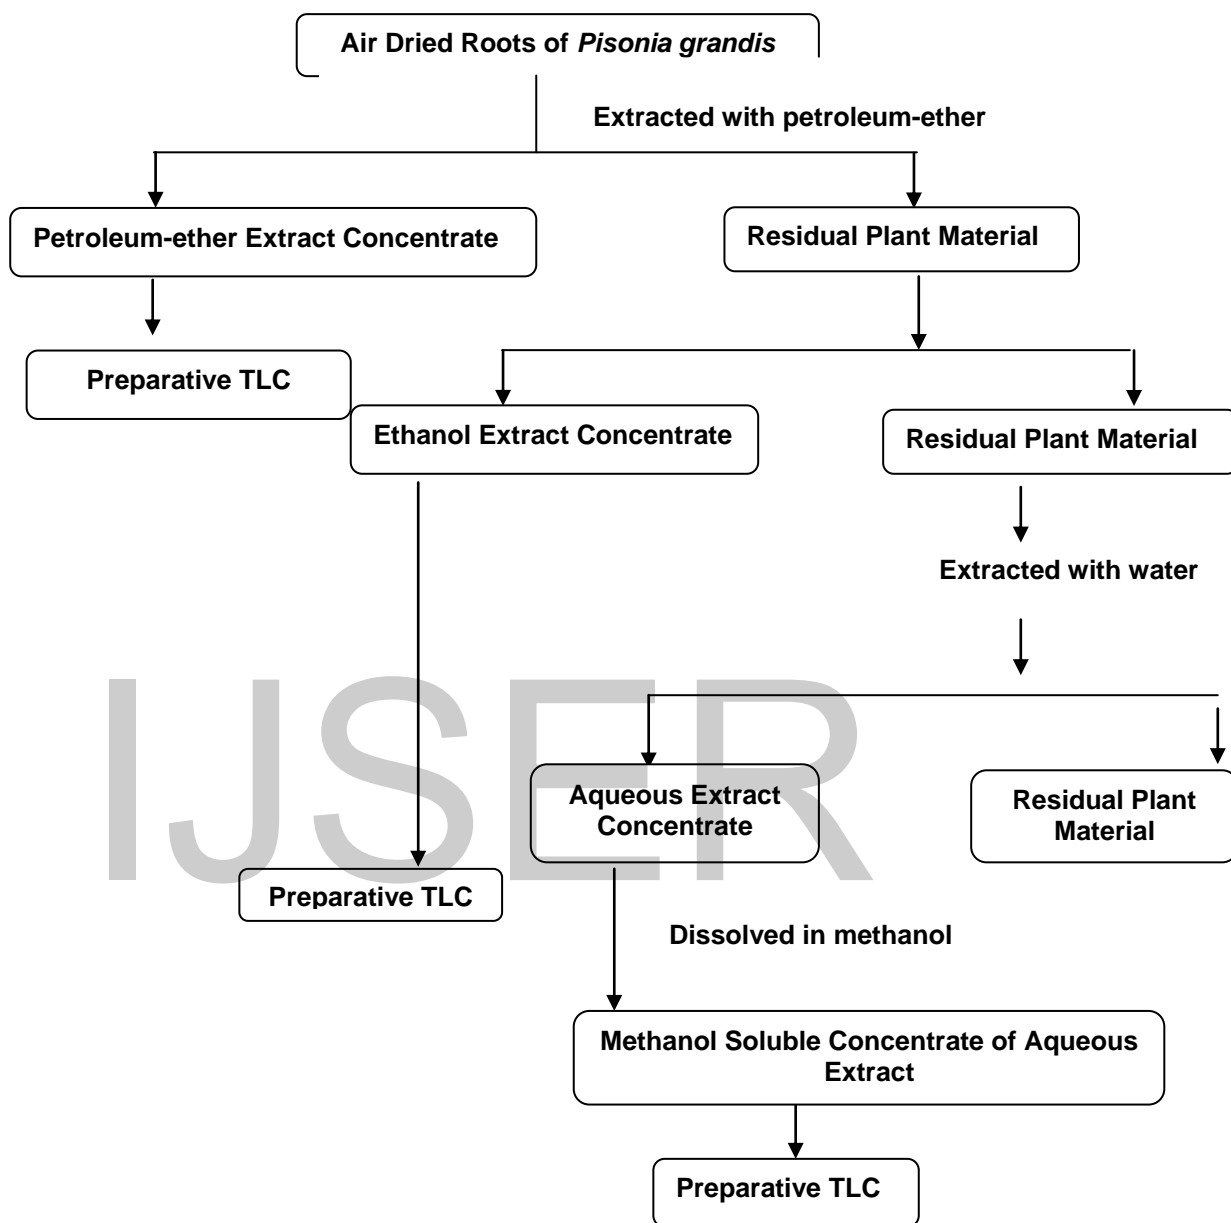 Air Dried Roots of Pisonia grandis
Extracted with petroleum-ether
Petroleum-ether Extract Concentrate
Residual Plant Material
Preparative TLC
Ethanol Extract Concentrate
Residual Plant Material
Extracted with water
IJSER
Aqueous Extract
Concentrate
Residual Plant
Material
Preparative TLC
Dissolved in methanol
Methanol Soluble Concentrate of Aqueous
Extract
Preparative TLC